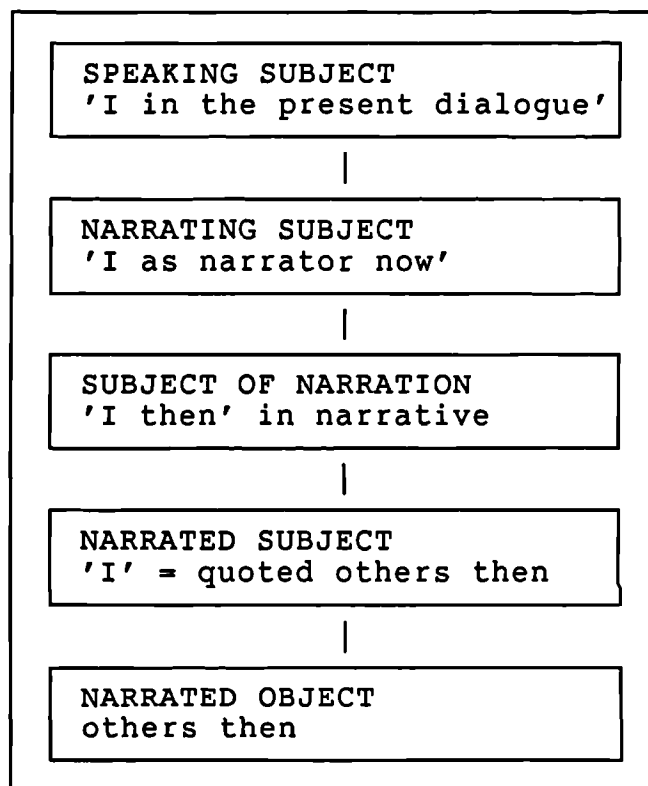 SPEAKING SUBJECT
'I in the present dialogue'
NARRATING SUBJECT
'I as narrator now'
SUBJECT OF NARRATION
'I then' in narrative
NARRATED SUBJECT
'I' = quoted others then
NARRATED OBJECT
others then